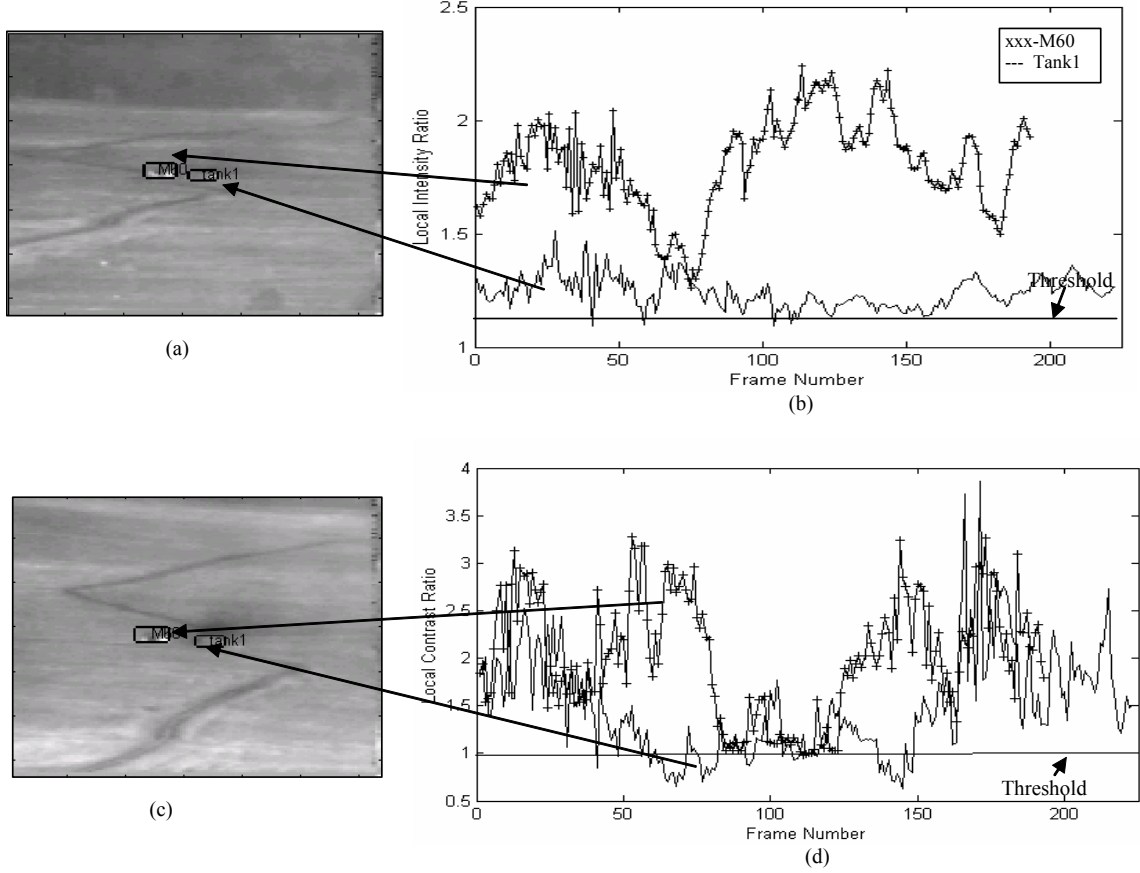 M60 Tank1
(a)
2.5
2
1.5
1
Local Intensity Ratio
xxx-M60
--- Tank1
Threshold
0 50 100 150 200
Frame Number
(b)
M60 Tank1
(c)
4
3.5
3
2.5
2
1.5
1
0.5
Local Contrast Ratio
Threshold
0 50 100 150 200
Frame Number
(d)